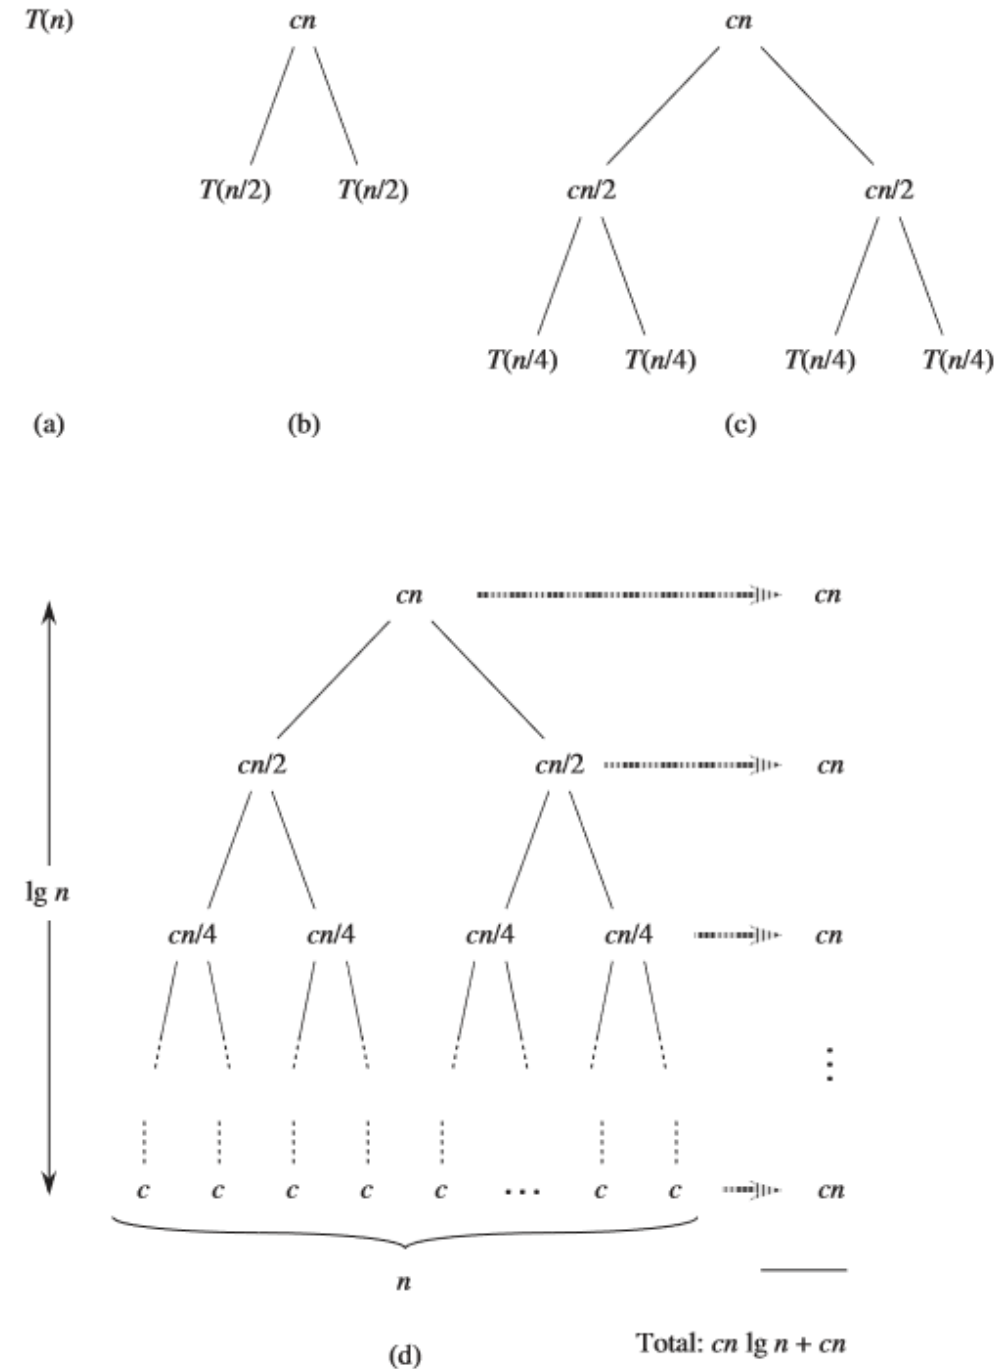 T(n) cn cn
T(n/2) T(n/2) cn/2 cn/2
T(n/4) T(n/4) T(n/4) T(n/4)
(a) (b) (c)
cn cn
cn/2 cn/2 cn
lg n
cn/4 cn/4 cn/4 cn/4 cn
⋮
c c c c c ... c c cn
n
(d) Total: cn lg n + cn